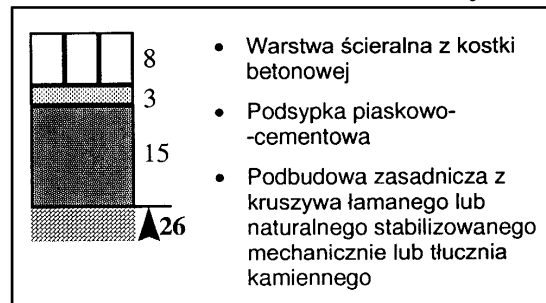 8
3
15
26
• Warstwa ścieralna z kostki
betonowej
• Podsypka piaskowo-
-cementowa
• Podbudowa zasadnicza z
kruszywa łamanego lub
naturalnego stabilizowanego
mechanicznie lub tłucznia
kamiennego